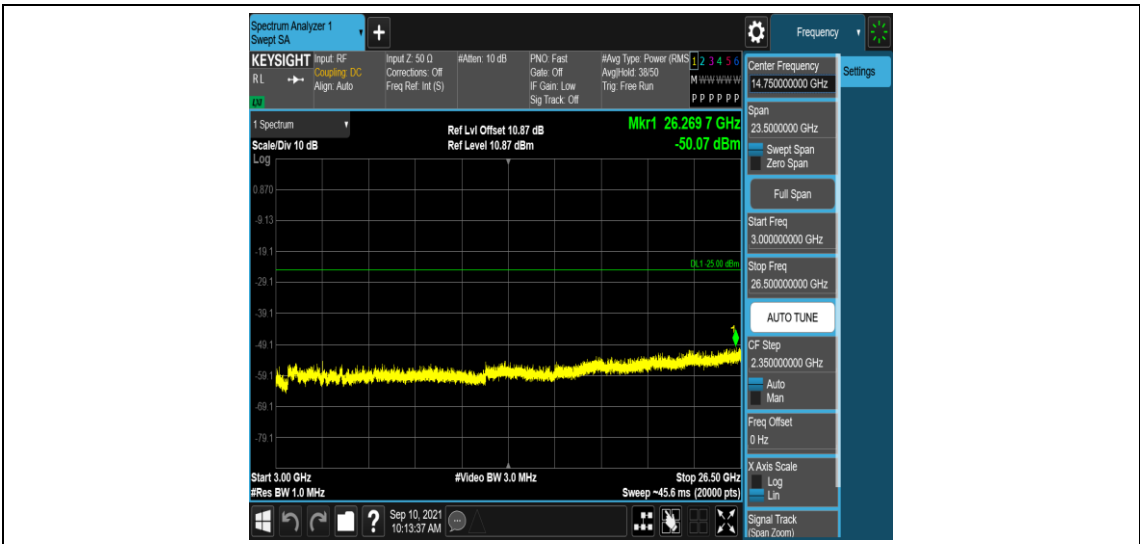 Spectrum Analyzer 1
Swept SA
Frequency
KEYSIGHT
RL
LXI
Input: RF
Coupling: DC
Align: Auto
Input Z: 50 Ω
Corrections: Off
Freq Ref: Int (S)
#Atten: 10 dB
PNO: Fast
Gate: Off
IF Gain: Low
Sig Track: Off
#Avg Type: Power (RMS
Avg|Hold: 38/50
Trig: Free Run
1 2 3 4 5 6
M W W W W W
P P P P P P
Center Frequency
14.750000000 GHz
Settings
1 Spectrum
Scale/Div 10 dB
Ref Lvl Offset 10.87 dB
Ref Level 10.87 dBm
Mkr1 26.269 7 GHz
-50.07 dBm
Log
0.870
-9.13
-19.1
-29.1
-39.1
-49.1
-59.1
-69.1
-79.1
DL1 -25.00 dBm
1
Start 3.00 GHz
#Res BW 1.0 MHz
#Video BW 3.0 MHz
Stop 26.50 GHz
Sweep ~45.6 ms (20000 pts)
Span
23.5000000 GHz
Swept Span
Zero Span
Full Span
Start Freq
3.000000000 GHz
Stop Freq
26.500000000 GHz
AUTO TUNE
CF Step
2.350000000 GHz
Auto
Man
Freq Offset
0 Hz
X Axis Scale
Log
Lin
Signal Track
(Span Zoom)
?
Sep 10, 2021
10:13:37 AM